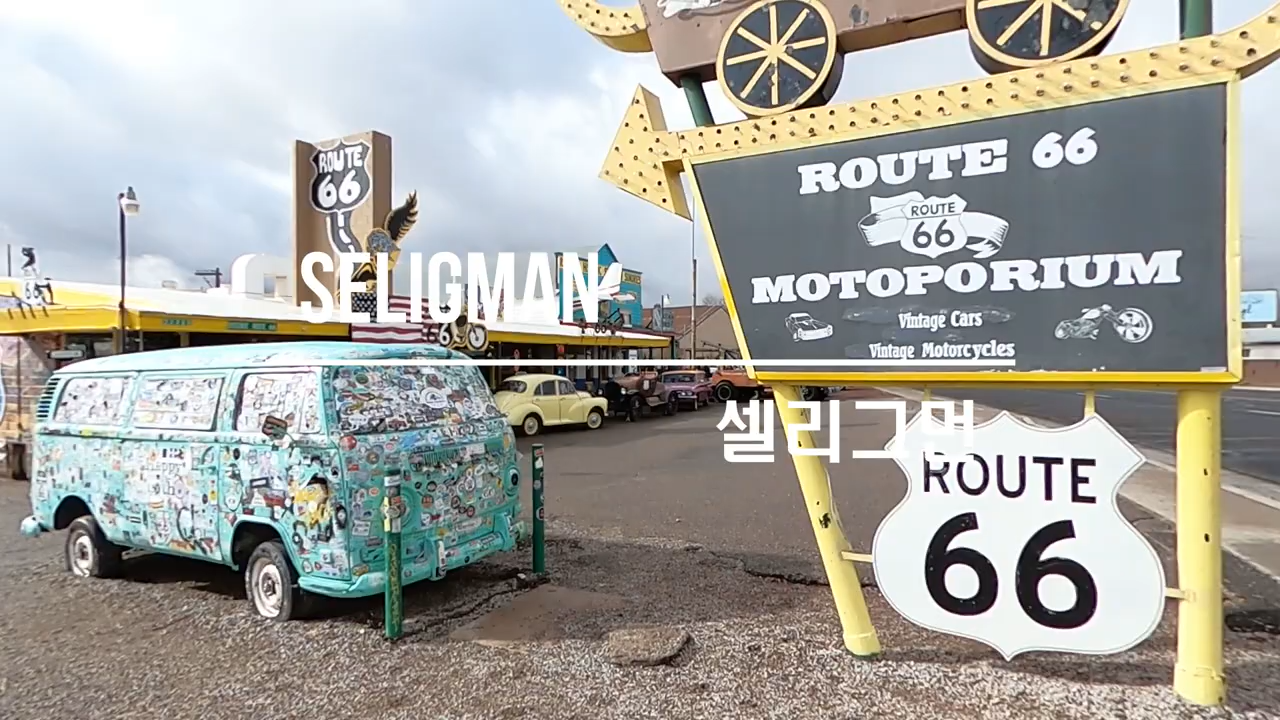 ROUTE
66
SELIGMAN
ROUTE 66
ROUTE
66
MOTOPORIUM
Vintage Cars
Vintage Motorcycles
셀리그먼
ROUTE
66